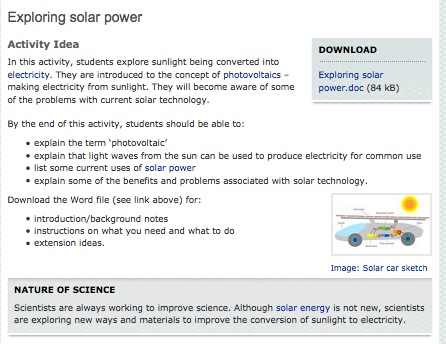 Exploring solar power
Activity Idea
In this activity, students explore sunlight being converted into
electricity. They are introduced to the concept of photovoltaics –
making electricity from sunlight. They will become aware of some
of the problems with current solar technology.
DOWNLOAD
Exploring solar
power.doc (84 kB)
By the end of this activity, students should be able to:
• explain the term ‘photovoltaic’
• explain that light waves from the sun can be used to produce electricity for common use
• list some current uses of solar power
• explain some of the benefits and problems associated with solar technology.
Download the Word file (see link above) for:
• introduction/background notes
• instructions on what you need and what to do
• extension ideas.
Image: Solar car sketch
NATURE OF SCIENCE
Scientists are always working to improve science. Although solar energy is not new, scientists
are exploring new ways and materials to improve the conversion of sunlight to electricity.